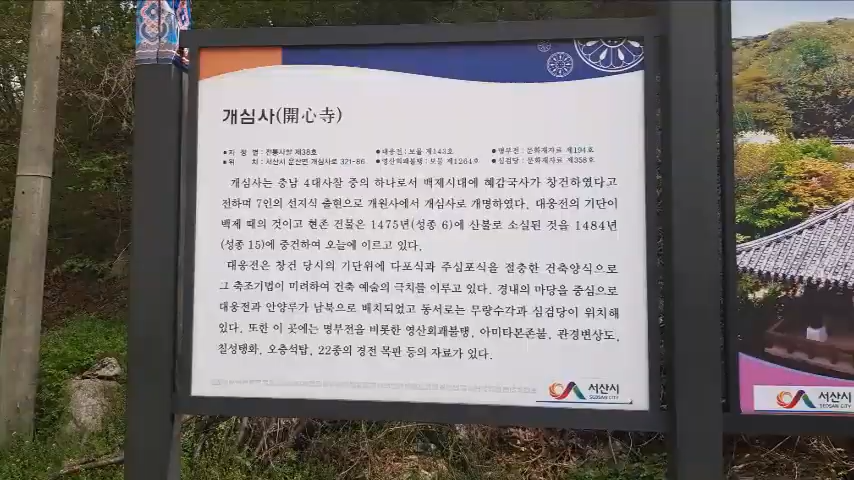 개심사(開心寺)
●지 정 명 : 전통사찰 제38호 ●대웅전 : 보물 제143호 ●명부전 : 문화재자료 제194호
●위 치 : 서산시 운산면 개심사로 321-86 ●영산회괘불탱 : 보물 제1264호 ●심검당 : 문화재자료 제358호
개심사는 충남 4대사찰 중의 하나로서 백제시대에 혜감국사가 창건하였다고
전하며 7인의 선지식 출현으로 개원사에서 개심사로 개명하였다. 대웅전의 기단이
백제 때의 것이고 현존 건물은 1475년(성종 6)에 산불로 소실된 것을 1484년
(성종 15)에 중건하여 오늘에 이르고 있다.
대웅전은 창건 당시의 기단위에 다포식과 주심포식을 절충한 건축양식으로
그 축조기법이 미려하여 건축 예술의 극치를 이루고 있다. 경내의 마당을 중심으로
대웅전과 안양루가 남북으로 배치되었고 동서로는 무량수각과 심검당이 위치해
있다. 또한 이 곳에는 명부전을 비롯한 영산회괘불탱, 아미타본존불, 관경변상도,
칠성탱화, 오층석탑, 22종의 경전 목판 등의 자료가 있다.
서산시
SEOSAN CITY
서산시
SEOSAN CITY